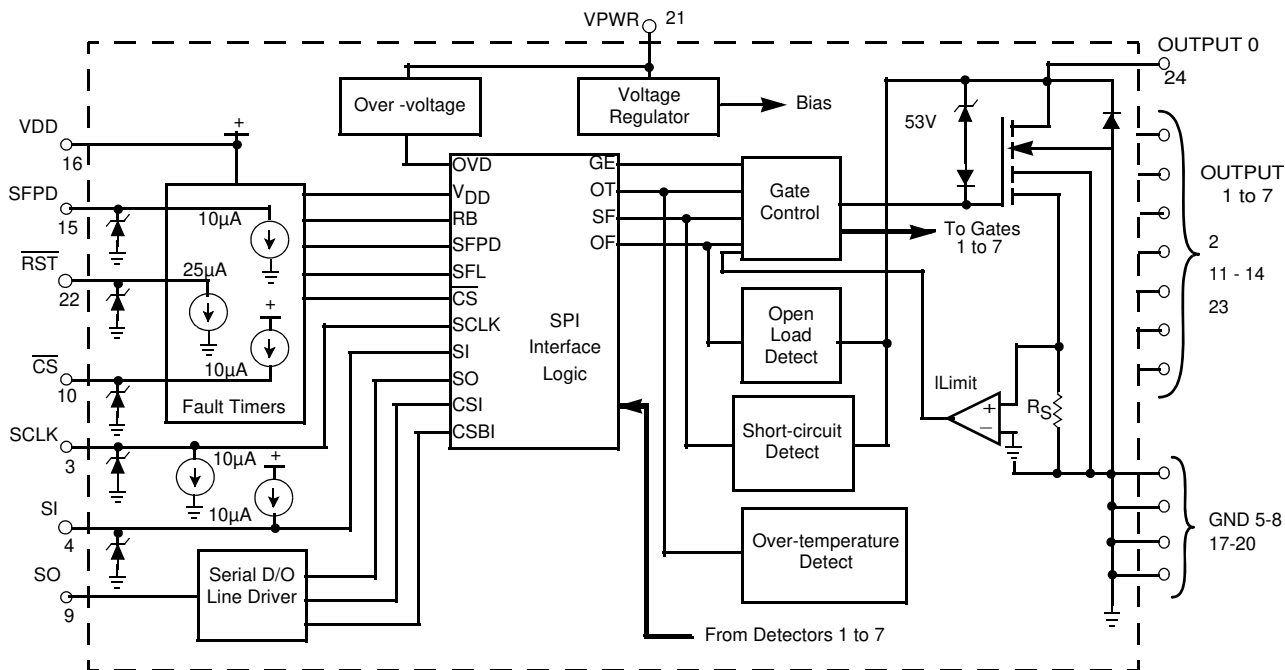 VPWR 21
OUTPUT 0
24
Over -voltage
Voltage
Regulator
Bias
VDD
16
+
53V
OUTPUT
1 to 7
2
11 - 14
23
SFPD
15
10µA
RST
22
25µA
+
10µA
CS
10
Fault Timers
SCLK
3
10µA
+
SI
4
10µA
SO
9
Serial D/O
Line Driver
OVD
VDD
RB
SFPD
SFL
CS
SCLK
SI
SO
CSI
CSBI
GE
OT
SF
OF
SPI
Interface
Logic
Gate
Control
To Gates
1 to 7
Open
Load
Detect
ILimit
+
−
RS
Short-circuit
Detect
Over-temperature
Detect
GND 5-8
17-20
From Detectors 1 to 7